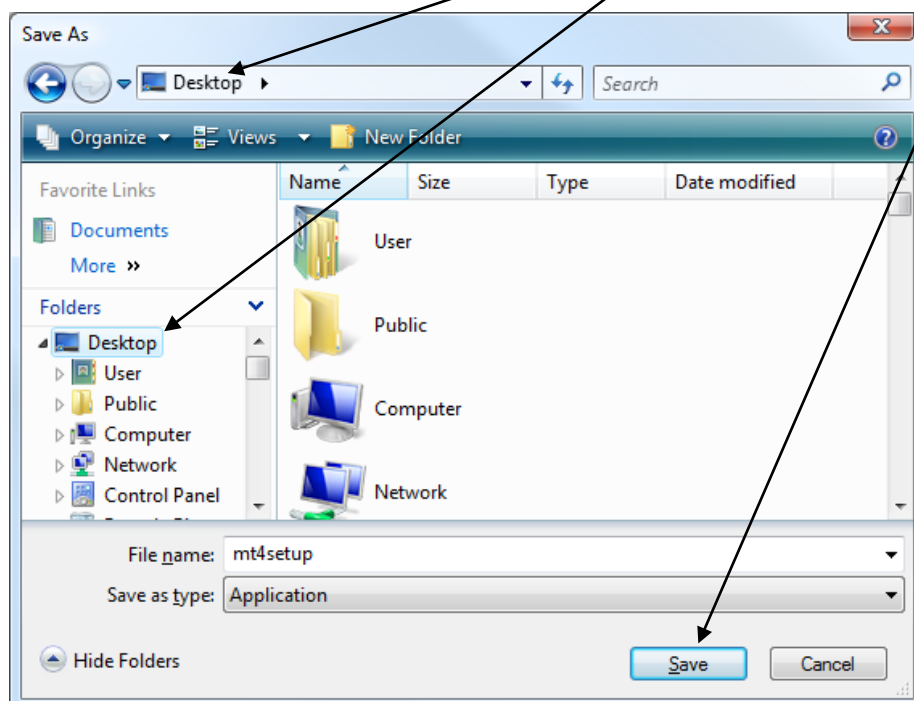 Save As
Desktop
Search
Organize Views New Folder
Favorite Links
Documents
More
Folders
Desktop
User
Public
Computer
Network
Control Panel
Name Size Type Date modified
User
Public
Computer
Network
File name: mt4setup
Save as type: Application
Hide Folders
Save Cancel